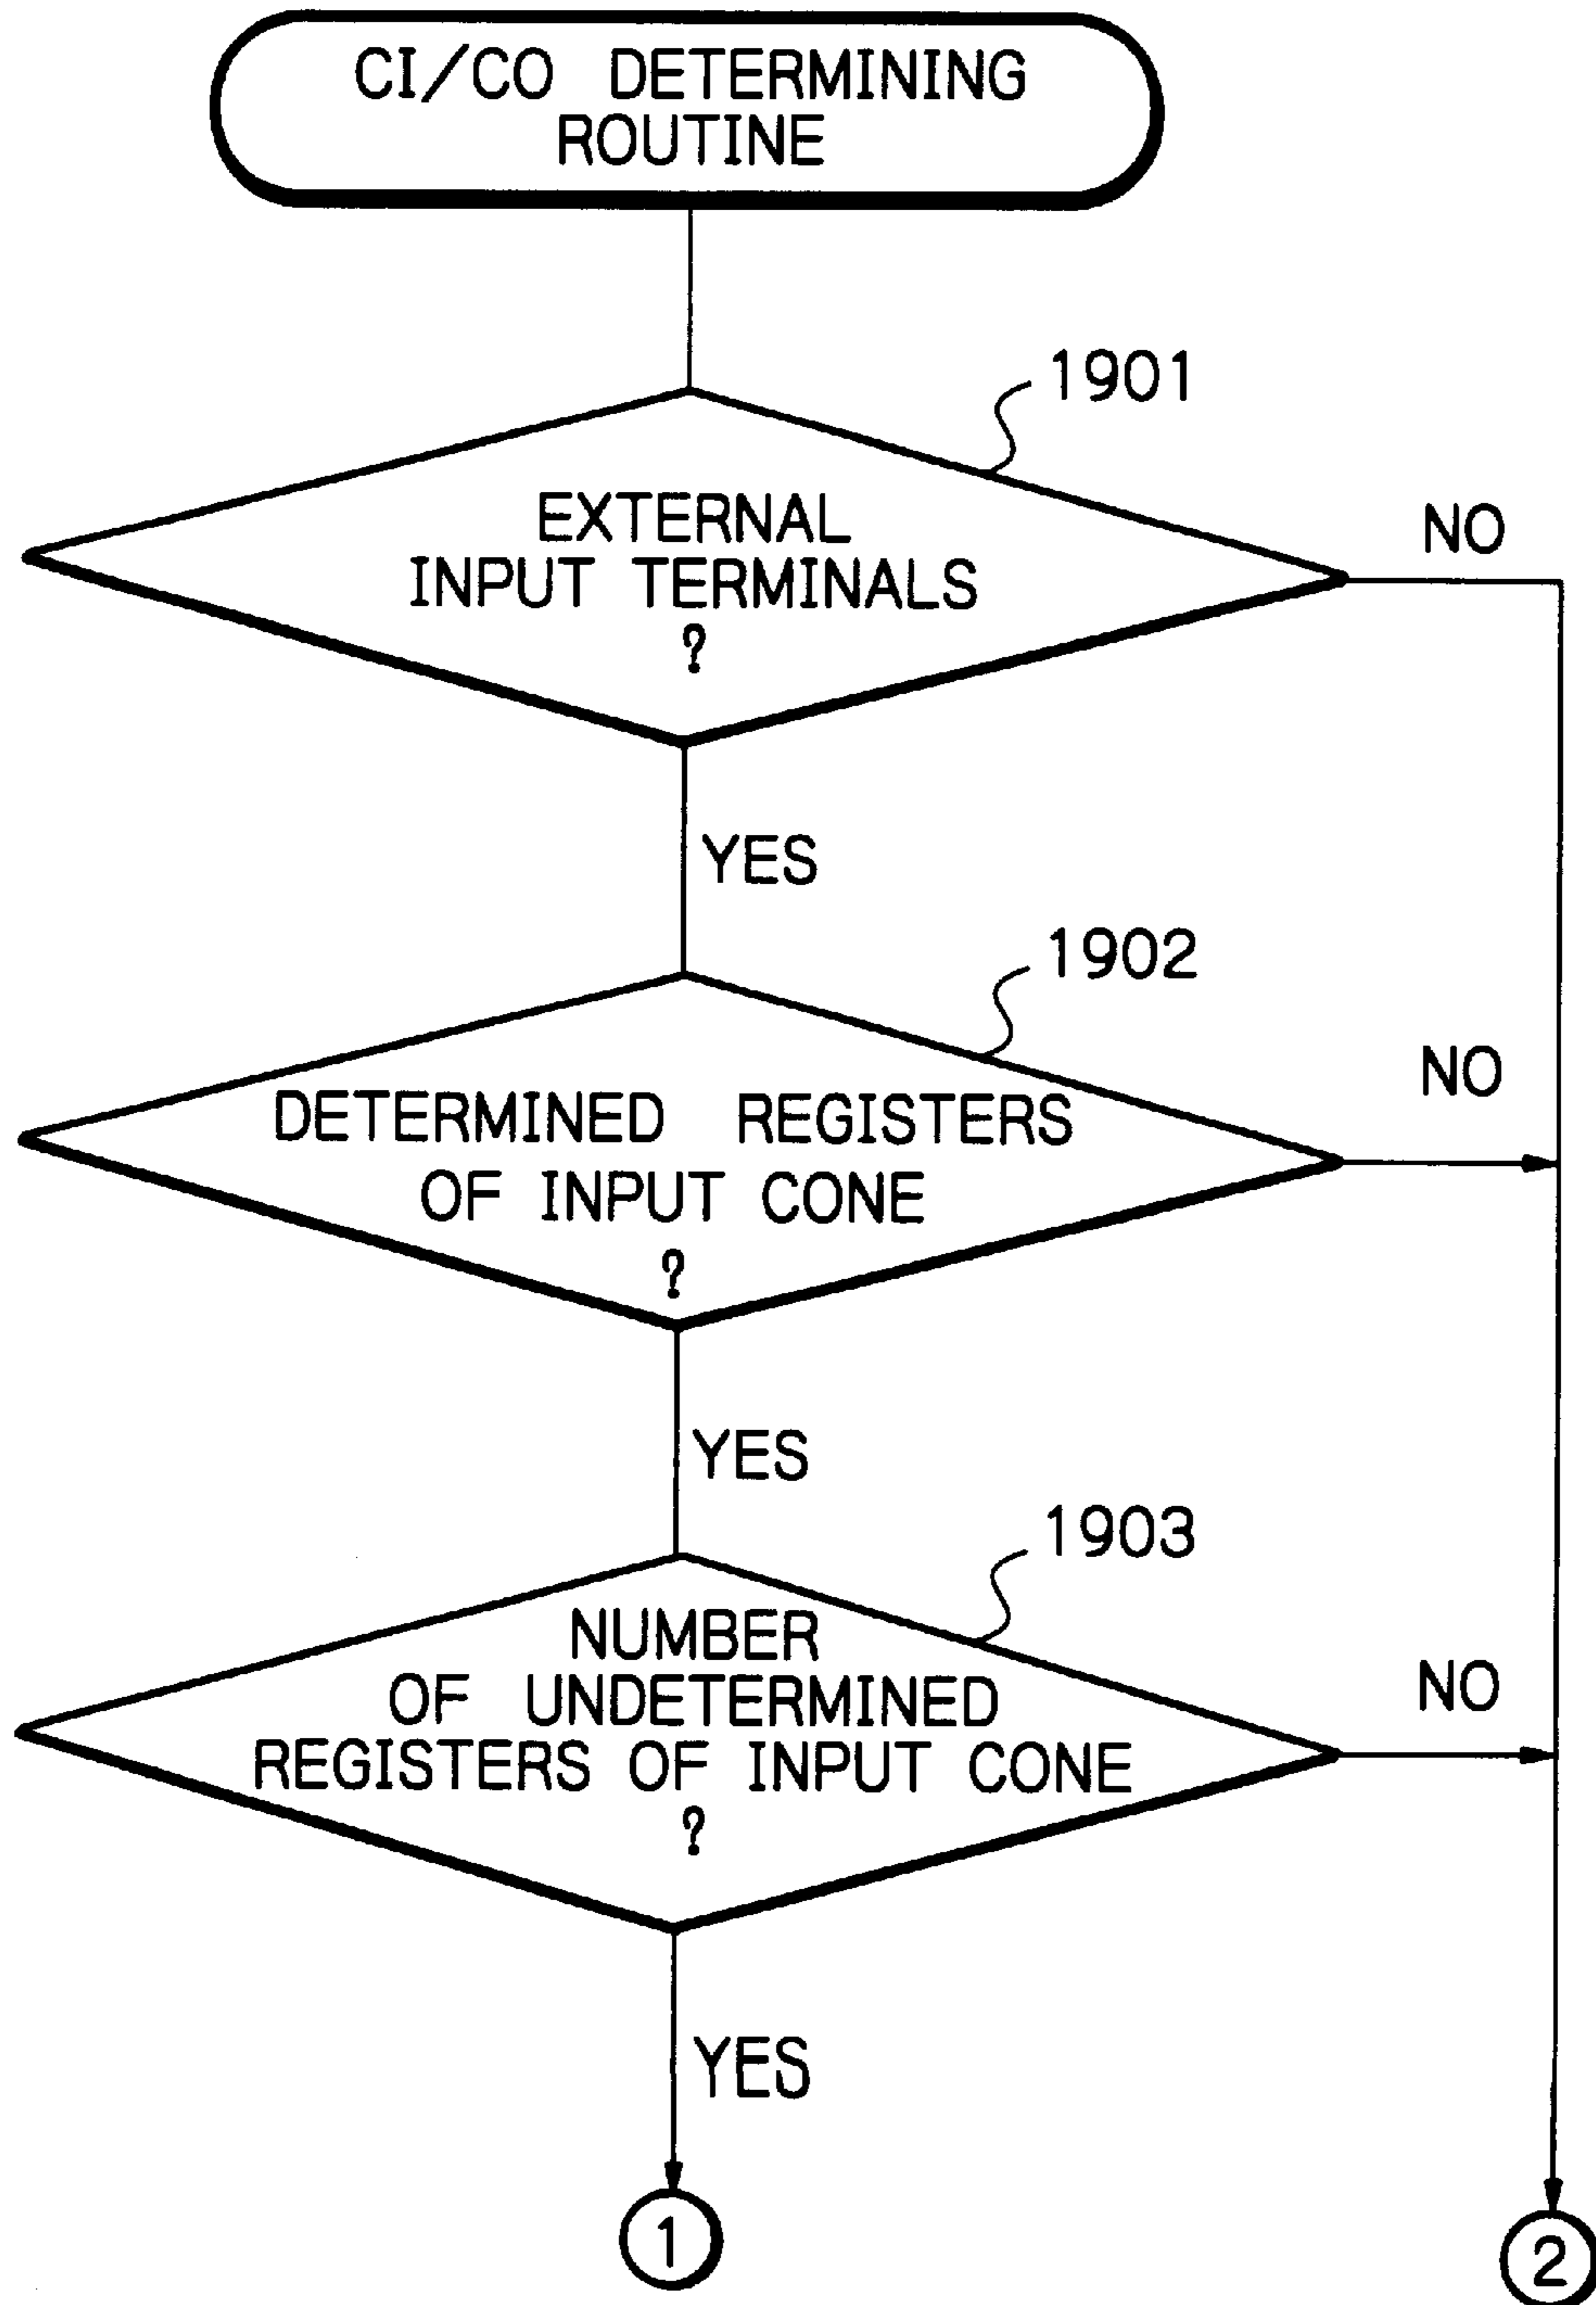 CI/CO DETERMINING
ROUTINE
1901
EXTERNAL
INPUT TERMINALS
?
NO
YES
1902
DETERMINED REGISTERS
OF INPUT CONE
?
NO
YES
1903
NUMBER
OF UNDETERMINED
REGISTERS OF INPUT CONE
?
NO
YES
1
2